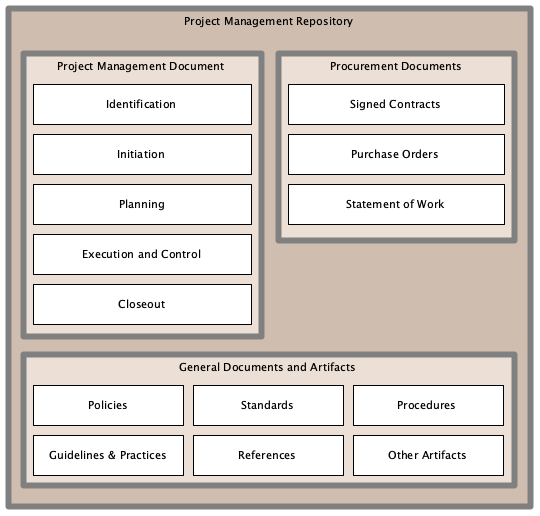 Project Management Repository
Project Management Document
Identification
Initiation
Planning
Execution and Control
Closeout
Procurement Documents
Signed Contracts
Purchase Orders
Statement of Work
General Documents and Artifacts
Policies
Standards
Procedures
Guidelines & Practices
References
Other Artifacts